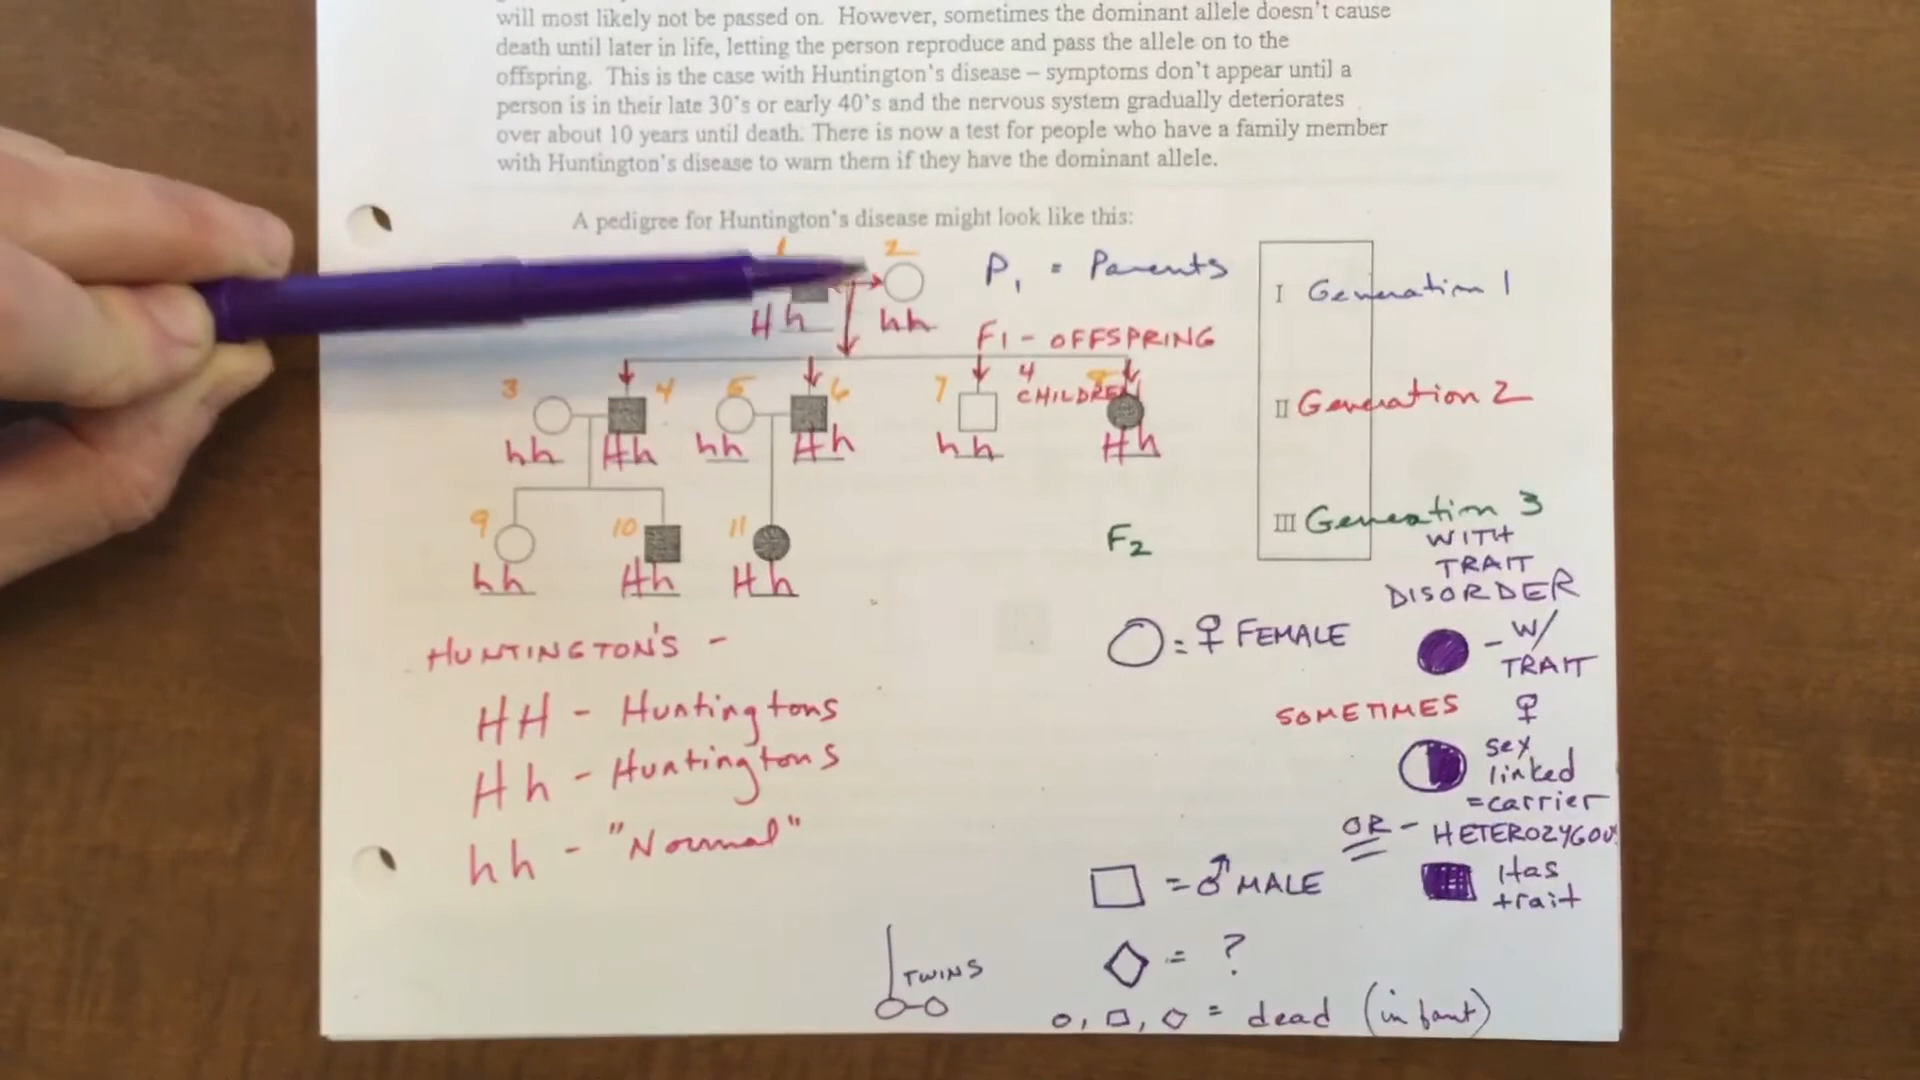 will most likely not be passed on. However, sometimes the dominant allele doesn't cause
death until later in life, letting the person reproduce and pass the allele on to the
offspring. This is the case with Huntington's disease – symptoms don't appear until a
person is in their late 30's or early 40's and the nervous system gradually deteriorates
over about 10 years until death. There is now a test for people who have a family member
with Huntington's disease to warn them if they have the dominant allele.
A pedigree for Huntington's disease might look like this:
1 2
P1 = Parents
I Generation 1
Hh hh
F1 - OFFSPRING
4
CHILDREN
3 4 5 6 7 8
II Generation 2
hh Hh hh Hh hh Hh
9 10 11
F2
III Generation 3
hh Hh Hh
WITH
TRAIT
DISORDER
= ♀ FEMALE
- W/
TRAIT
HUNTINGTON'S -
HH - Huntingtons
Hh - Huntingtons
hh - "Normal"
SOMETIMES ♀
sex
linked
= carrier
OR - HETEROZYGOU
= ♂ MALE
Has
trait
= ?
TWINS
= dead (infant)